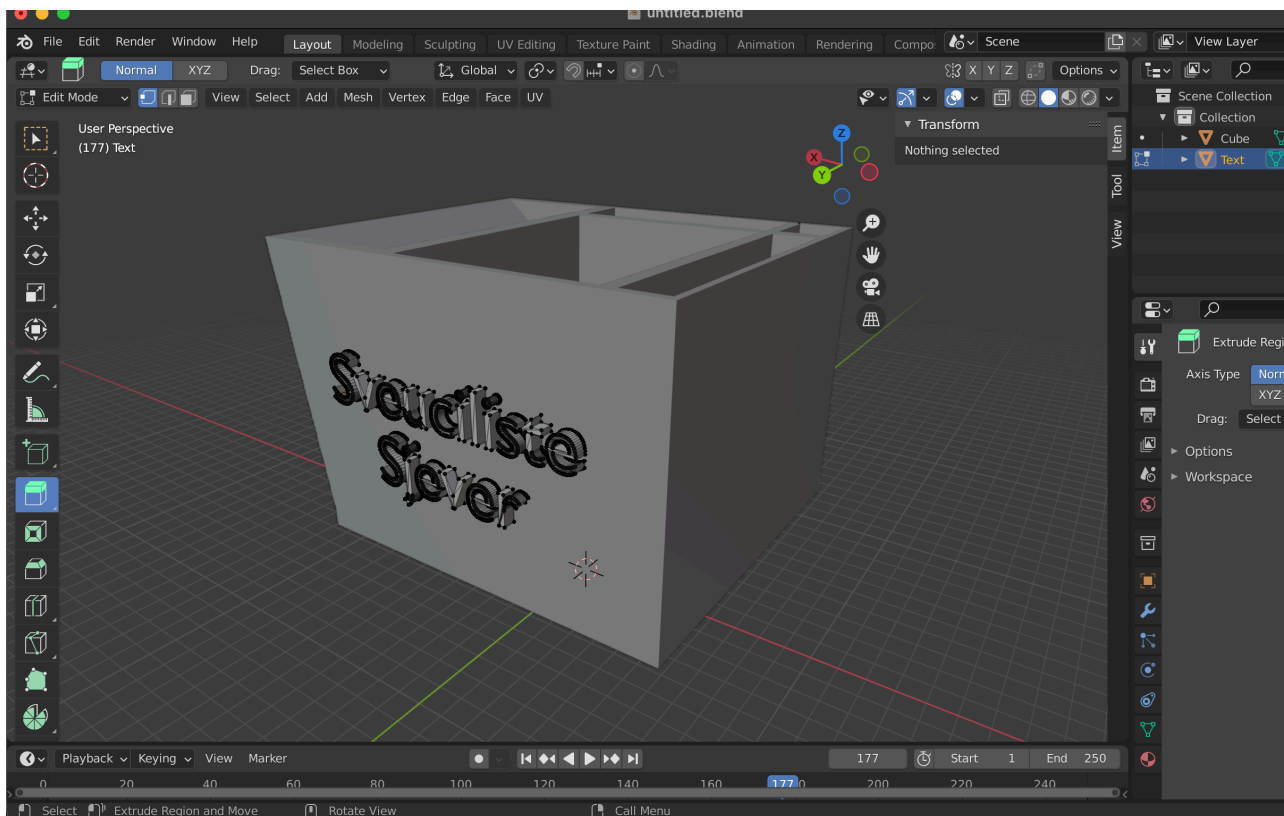 untitled.blend
File Edit Render Window Help Layout Modeling Sculpting UV Editing Texture Paint Shading Animation Rendering Compo Scene View Layer
Normal XYZ Drag: Select Box Global X Y Z Options
Edit Mode View Select Add Mesh Vertex Edge Face UV
User Perspective
(177) Text
Z
X
Y
Transform
Nothing selected
Item
Tool
View
Scene Collection
Collection
Cube
Text
Sveuciliste
Sjever
Extrude Regi
Axis Type Norr
XYZ
Drag: Select
Options
Workspace
Playback Keying View Marker 177 Start 1 End 250
0 20 40 60 80 100 120 140 160 177 200 220 240
Select Extrude Region and Move Rotate View Call Menu